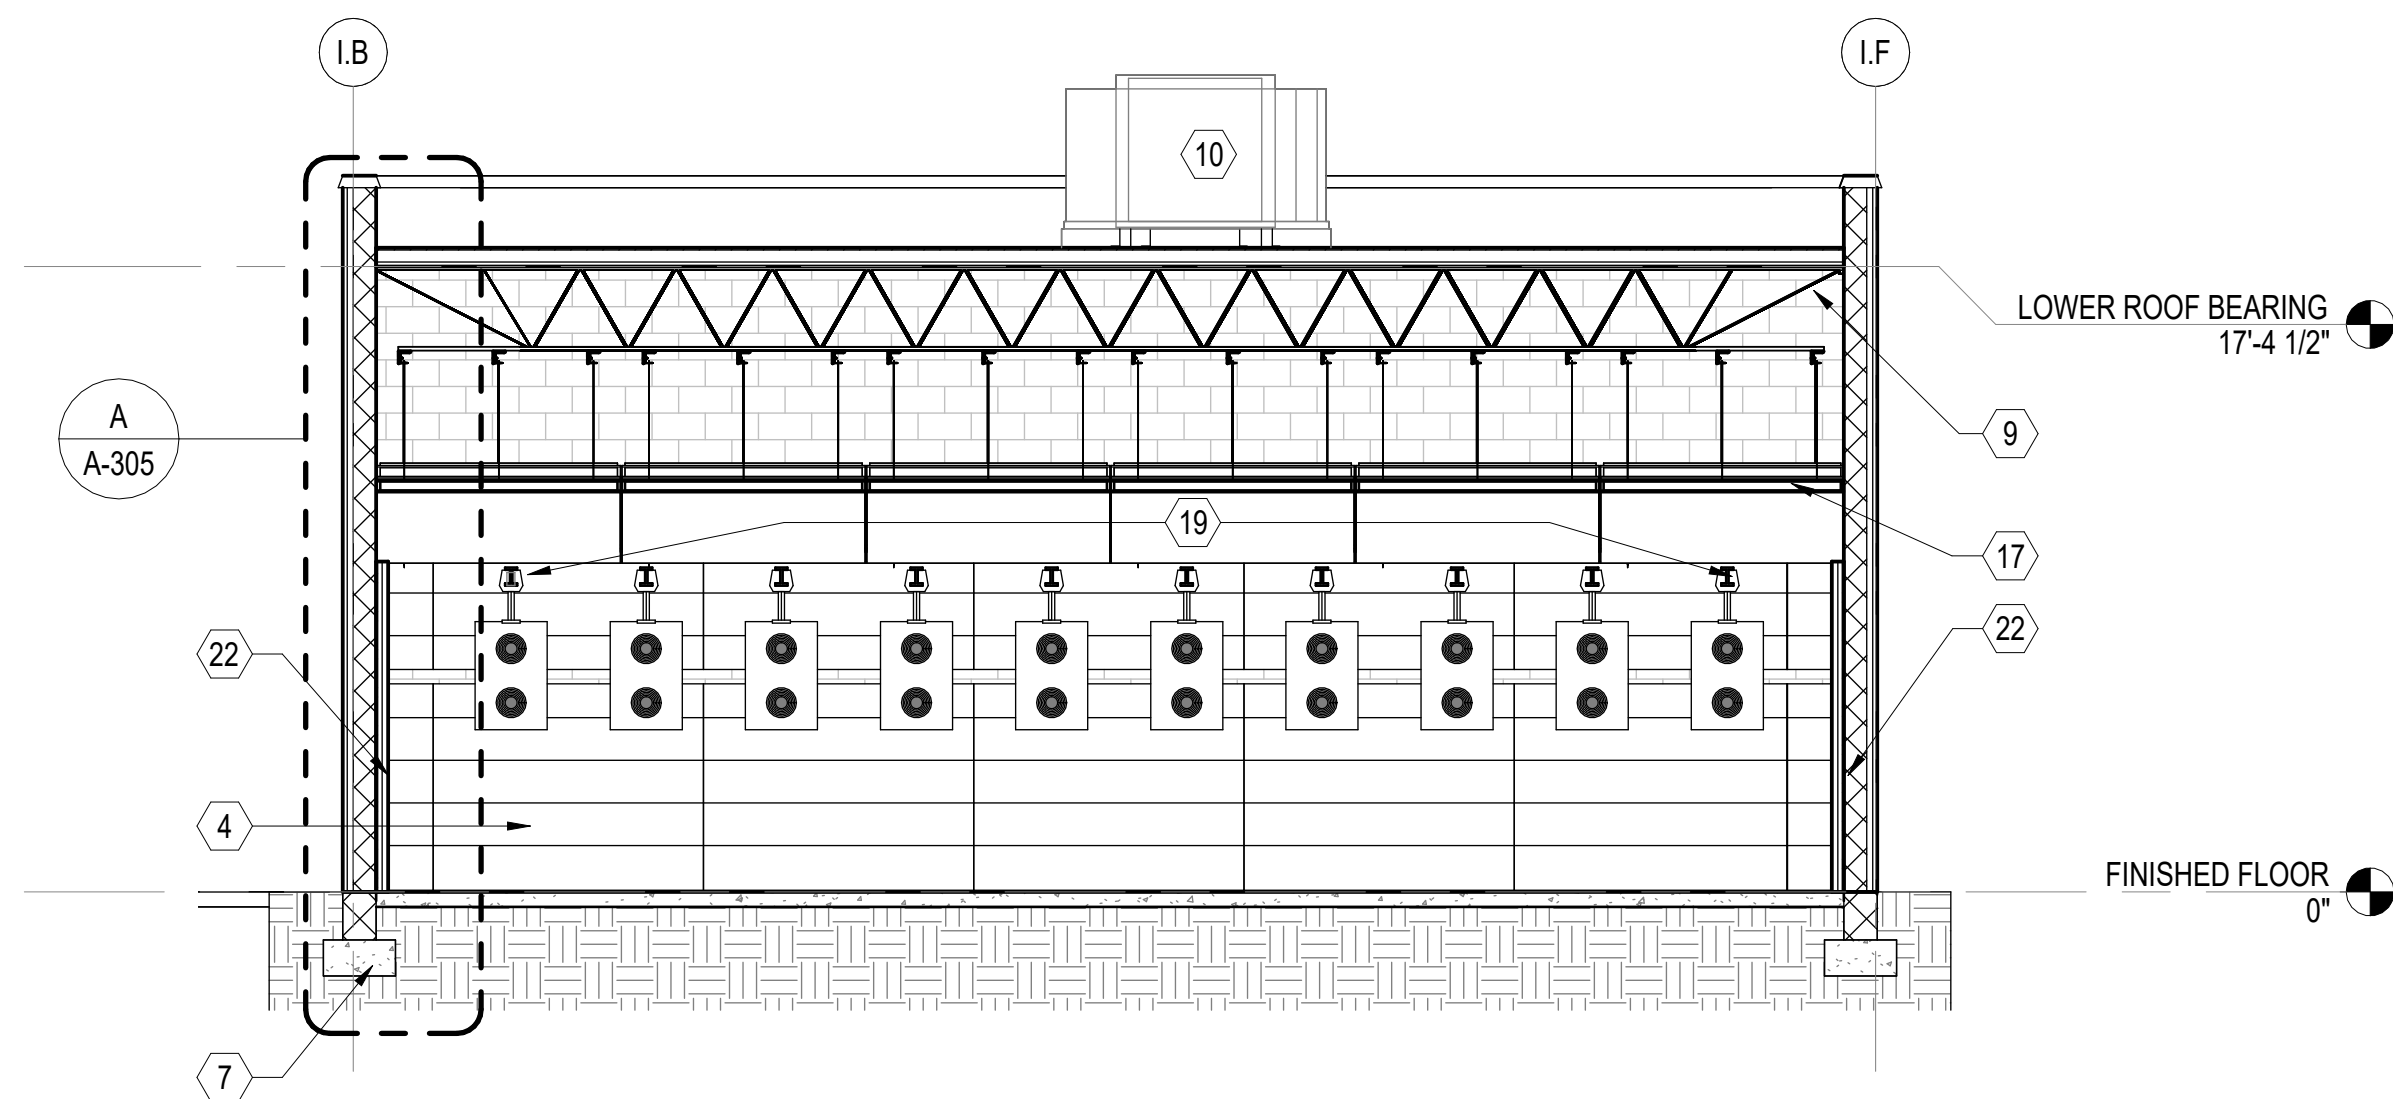 I.B
I.F
10
LOWER ROOF BEARING
17'-4 1/2"
A
A-305
9
19
17
22
22
4
FINISHED FLOOR
0"
7